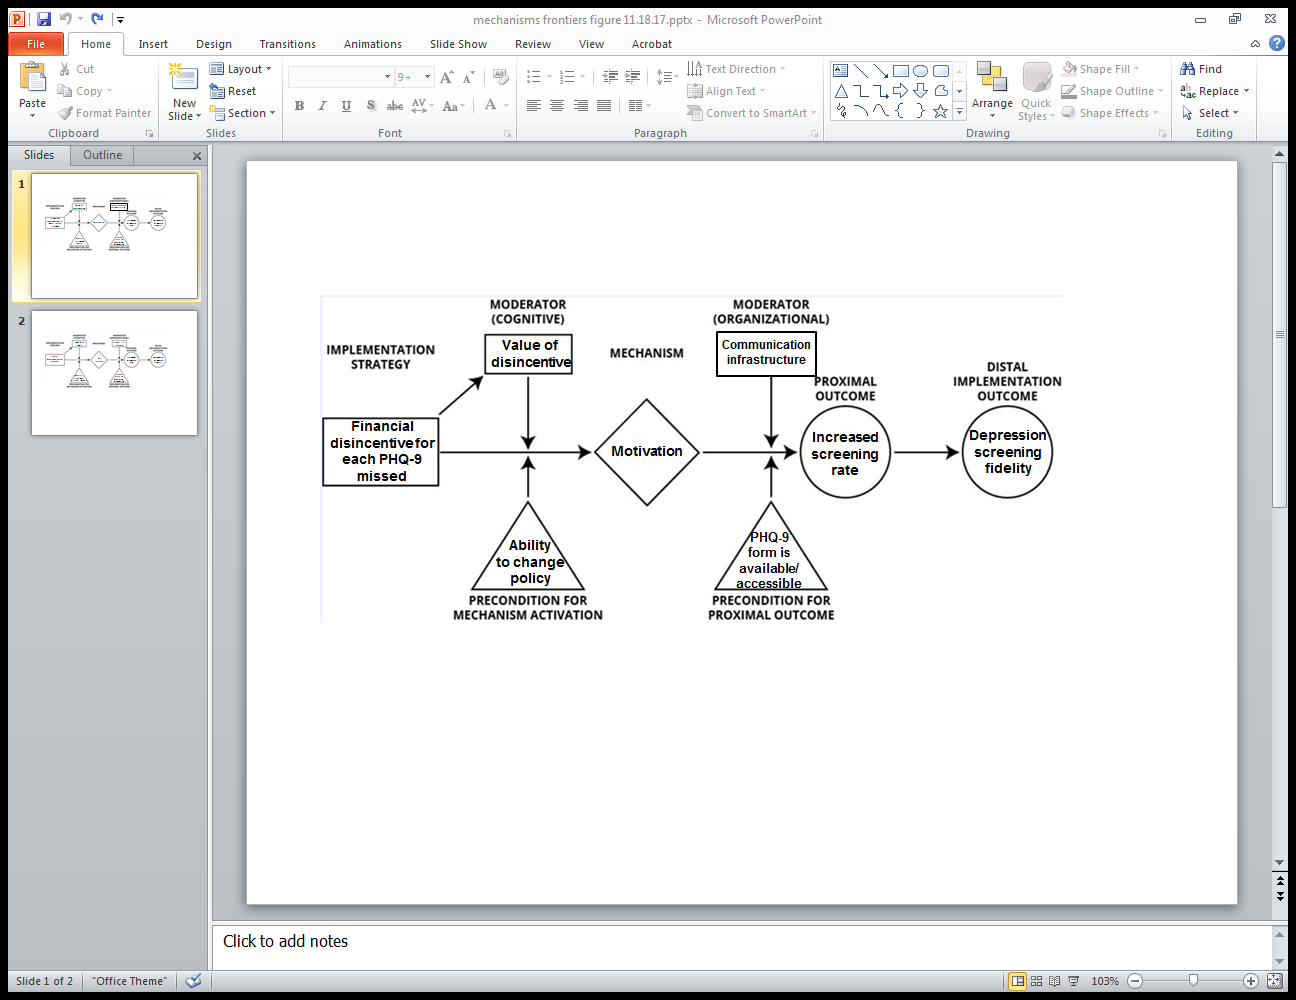 mechanisms frontiers figure 11.18.17.pptx - Microsoft PowerPoint
File Home Insert Design Transitions Animations Slide Show Review View Acrobat
Paste
Cut
Copy
Format Painter
Clipboard
New
Slide
Layout
Reset
Section
Slides
9+
B I U S abc AV Aa A
Font
Text Direction
Align Text
Convert to SmartArt
Paragraph
Arrange
Quick
Styles
Shape Fill
Shape Outline
Shape Effects
Drawing
Find
Replace
Select
Editing
Slides Outline
1
2
MODERATOR
(COGNITIVE)
Value of
disincentive
IMPLEMENTATION
STRATEGY
Financial
disincentive for
each PHQ-9
missed
MECHANISM
Motivation
MODERATOR
(ORGANIZATIONAL)
Communication
infrastructure
PROXIMAL
OUTCOME
Increased
screening
rate
DISTAL
IMPLEMENTATION
OUTCOME
Depression
screening
fidelity
Ability
to change
policy
PRECONDITION FOR
MECHANISM ACTIVATION
PHQ-9
form is
available/
accessible
PRECONDITION FOR
PROXIMAL OUTCOME
Click to add notes
Slide 1 of 2 "Office Theme" 103%